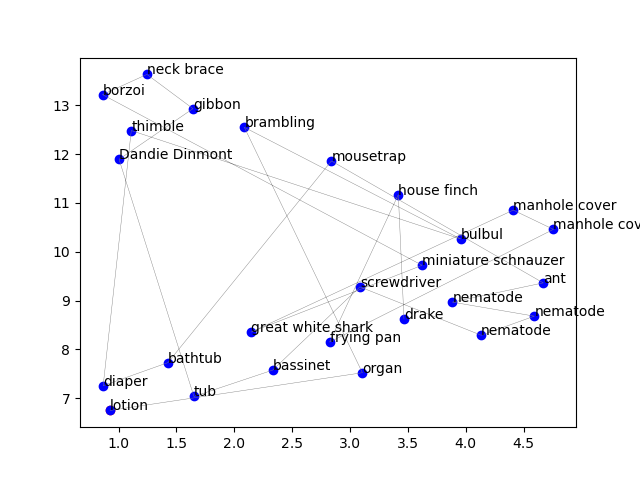 neck brace
borzoi
gibbon
thimble
brambling
Dandie Dinmont
mousetrap
house finch
manhole cover
manhole cov
bulbul
miniature schnauzer
ant
screwdriver
nematode
nematode
drake
great white shark
frying pan
nematode
bathtub
bassinet
organ
diaper
tub
lotion
13
12
11
10
9
8
7
1.0 1.5 2.0 2.5 3.0 3.5 4.0 4.5